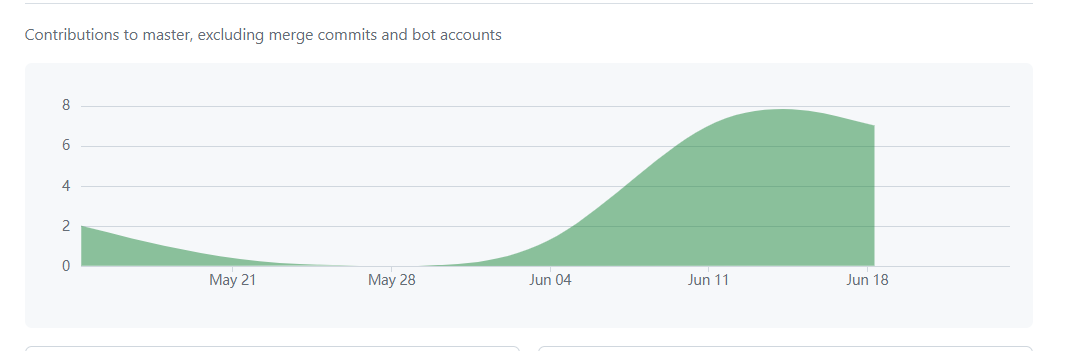 Contributions to master, excluding merge commits and bot accounts
8
6
4
2
0
May 21 May 28 Jun 04 Jun 11 Jun 18